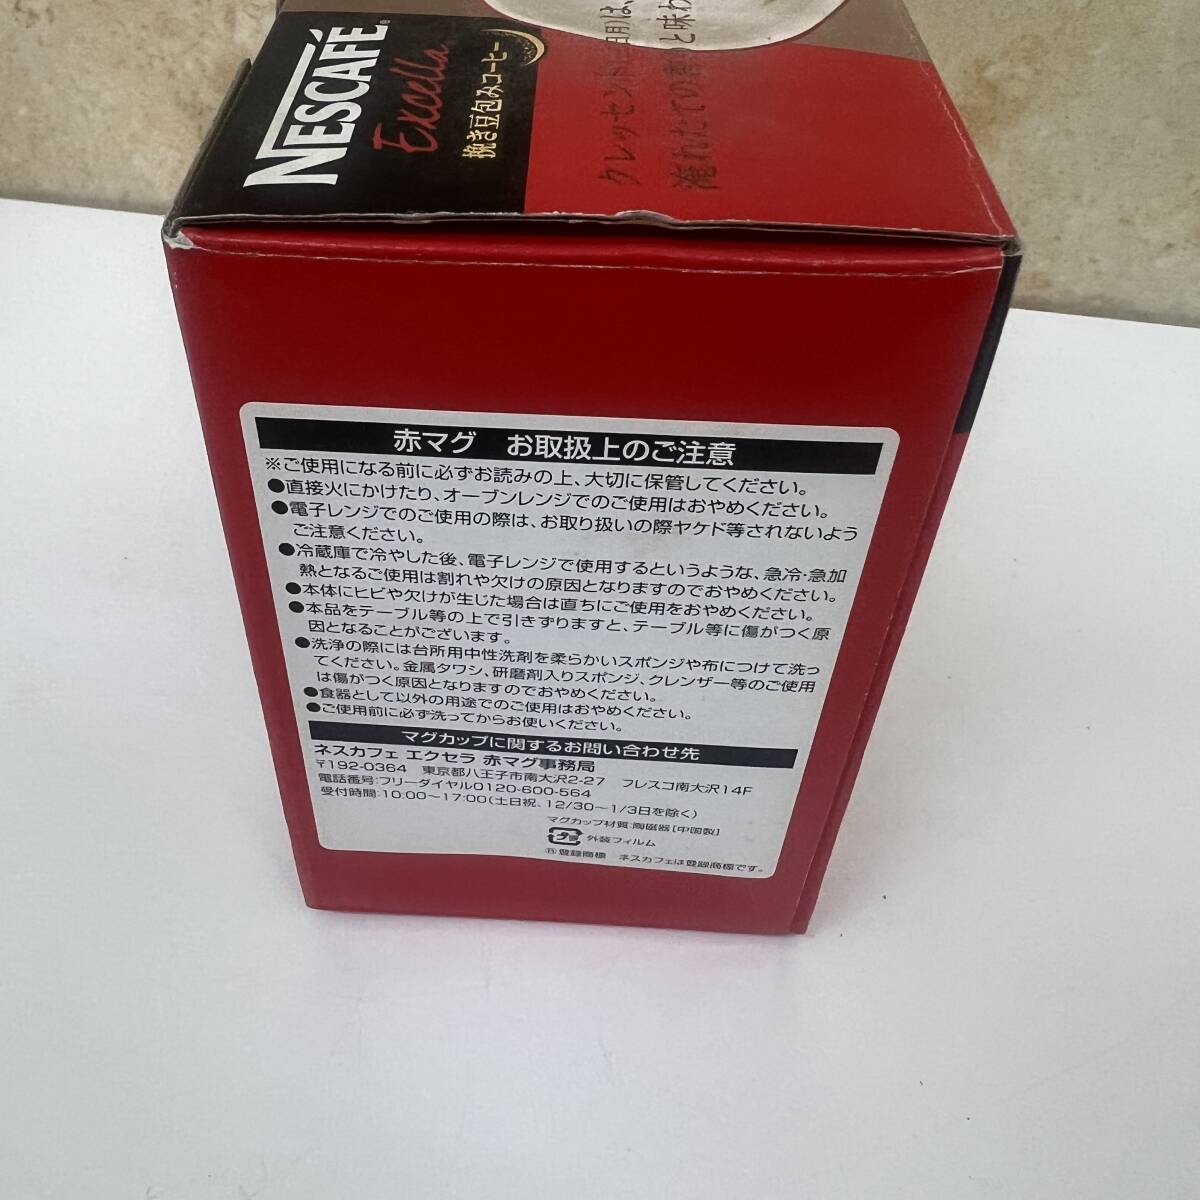 NESCAFÉ®
Excella
挽き豆包みコーヒー
クレッセント(三日月)は、
淹れたての香りと味わ
赤マグ お取扱上のご注意
※ご使用になる前に必ずお読みの上、大切に保管してください。
●直接火にかけたり、オーブンレンジでのご使用はおやめください。
●電子レンジでのご使用の際は、お取り扱いの際ヤケド等されないよう
ご注意ください。
●冷蔵庫で冷やした後、電子レンジで使用するというような、急冷・急加
熱となるご使用は割れや欠けの原因となりますのでおやめください。
●本体にヒビや欠けが生じた場合は直ちにご使用をおやめください。
●本品をテーブル等の上で引きずりますと、テーブル等に傷がつく原
因となることがございます。
●洗浄の際には台所用中性洗剤を柔らかいスポンジや布につけて洗っ
てください。金属タワシ、研磨剤入りスポンジ、クレンザー等のご使用
は傷がつく原因となりますのでおやめください。
●食器として以外の用途でのご使用はおやめください。
●ご使用前に必ず洗ってからお使いください。
マグカップに関するお問い合わせ先
ネスカフェ エクセラ 赤マグ事務局
〒192-0364 東京都八王子市南大沢2-27 フレスコ南大沢14F
電話番号:フリーダイヤル0120-600-564
受付時間:10:00〜17:00(土日祝、12/30〜1/3日を除く)
マグカップ材質:陶磁器[中国製]
プラ 外装フィルム
®登録商標 ネスカフェは登録商標です。